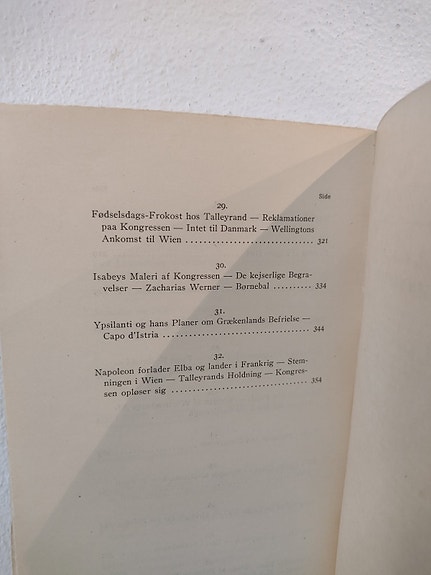 Side
29.
Fødselsdags-Frokost hos Talleyrand — Reklamationer
paa Kongressen — Intet til Danmark — Wellingtons
Ankomst til Wien ................................ 321
30.
Isabeys Maleri af Kongressen — De kejserlige Begra-
velser — Zacharias Werner — Børnebal .......... 334
31.
Ypsilanti og hans Planer om Grækenlands Befrielse —
Capo d'Istria ..................................... 344
32.
Napoleon forlader Elba og lander i Frankrig — Stem-
ningen i Wien — Talleyrands Holdning — Kongres-
sen opløser sig ................................... 354